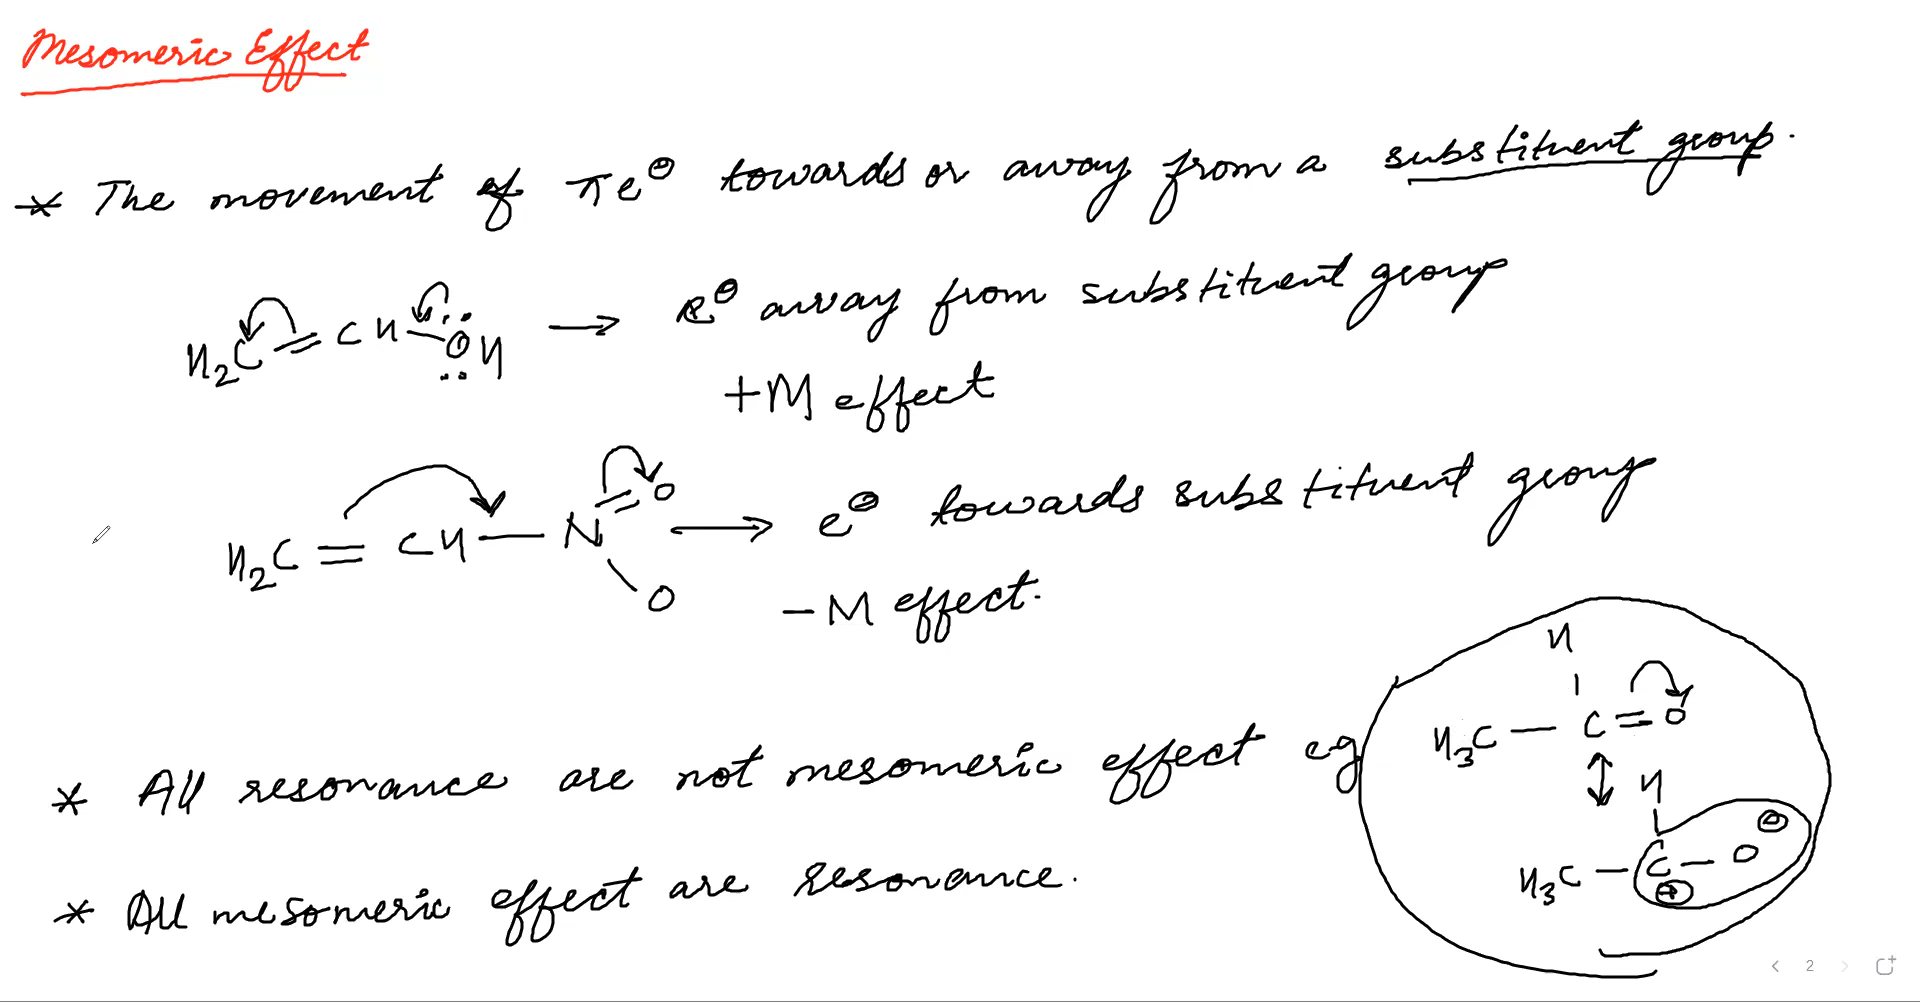 Mesomeric Effect
* The movement of πe⊖ towards or away from a substituent group.
H₂C=CH-ÖH → e⊖ away from substituent group
+M effect
H₂C=CH-N=O → e⊖ towards substituent group
O
-M effect.
H
H₃C-C=O
* All resonance are not mesomeric effect eg
H
H₃C-C-O
⊕ ⊖
* All mesomeric effect are resonance.
2